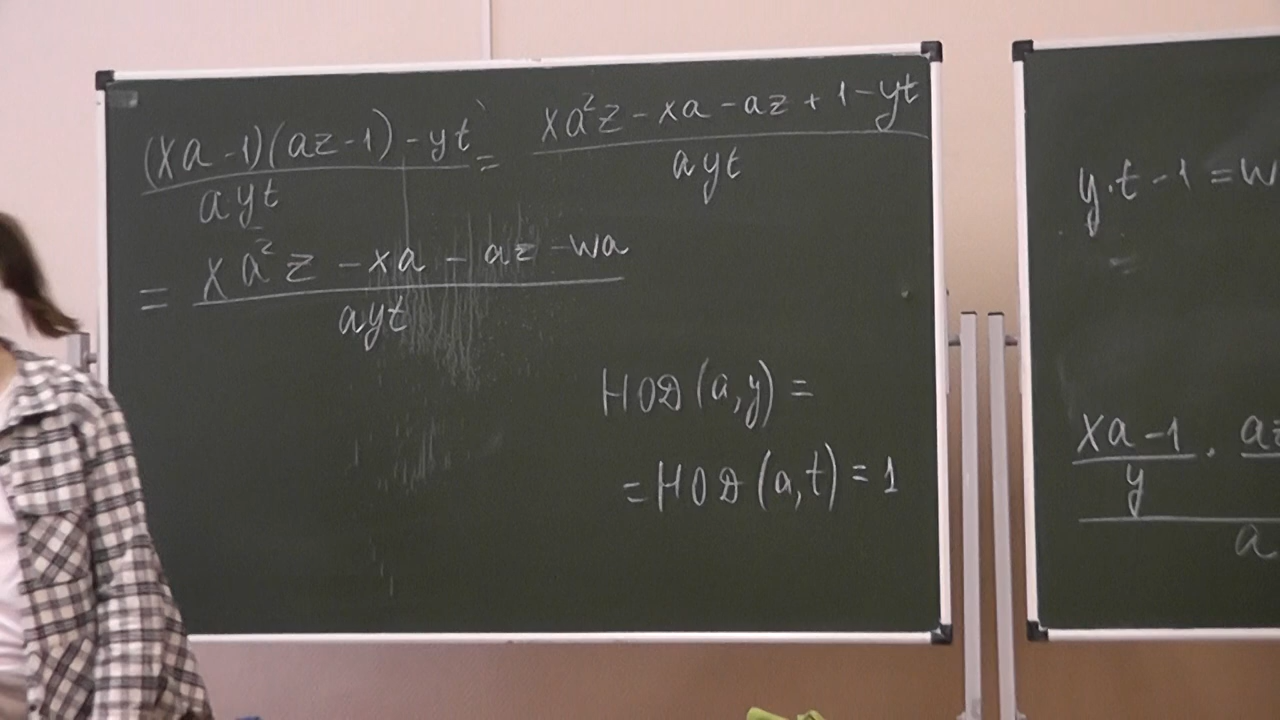 (xa-1)(az-1)-yt / ayt = xa²z - xa - az + 1 - yt / ayt
= xa²z - xa - az - wa / ayt
НОД(a,y) =
= НОД(a,t) = 1
y·t - 1 = w
xa-1 / y · az
a